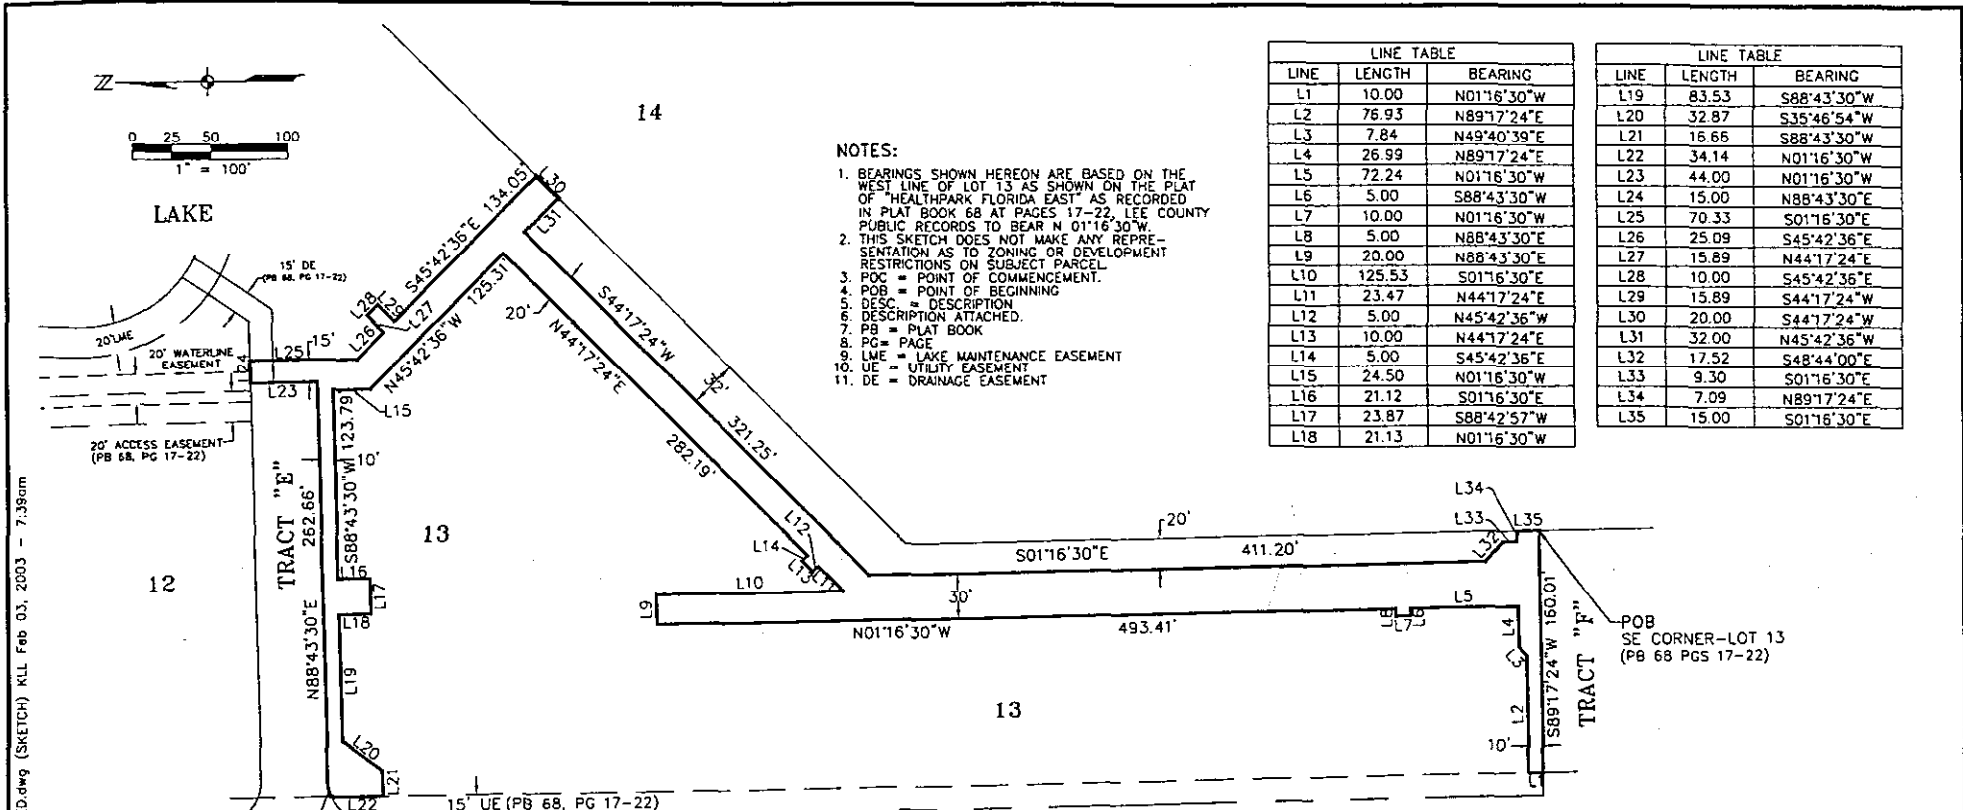 Z
0 25 50 100
1" = 100'
LAKE
14
15' DE
(PB 68, PG 17-22)
20' LME
20' WATERLINE
EASEMENT
20' ACCESS EASEMENT
(PB 68, PG 17-22)
L24
L25
15'
L23
L26
L27
L28
L29
S45°42'36"E 134.05'
L30
L31
N45°42'36"W 125.31'
L15
20'
N44°17'24"E
282.19'
S44°17'24"W
321.25'
32'
L12
L14
L13
L11
L10
L9
N01°16'30"W
493.41'
30'
S01°16'30"E
411.20'
20'
L34
L33
L35
L32
L5
L8
L7
L6
L4
L3
L2
10'
S89°17'24"W 160.01'
TRACT "F"
POB
SE CORNER-LOT 13
(PB 68 PGS 17-22)
12
13
13
TRACT "E"
N88°43'30"E
262.66'
S88°43'30"W 123.79'
10'
L16
L17
L18
L19
L20
L21
L22
15' UE (PB 68, PG 17-22)
D.dwg (SKETCH) KLL Feb 03, 2003 - 7:39am
NOTES:
1. BEARINGS SHOWN HEREON ARE BASED ON THE
WEST LINE OF LOT 13 AS SHOWN ON THE PLAT
OF "HEALTHPARK FLORIDA EAST" AS RECORDED
IN PLAT BOOK 68 AT PAGES 17-22, LEE COUNTY
PUBLIC RECORDS TO BEAR N 01°16'30"W.
2. THIS SKETCH DOES NOT MAKE ANY REPRE-
SENTATION AS TO ZONING OR DEVELOPMENT
RESTRICTIONS ON SUBJECT PARCEL
3. POC = POINT OF COMMENCEMENT.
4. POB = POINT OF BEGINNING
5. DESC. = DESCRIPTION
6. DESCRIPTION ATTACHED.
7. PB = PLAT BOOK
8. PG= PAGE
9. LME = LAKE MAINTENANCE EASEMENT
10. UE = UTILITY EASEMENT
11. DE = DRAINAGE EASEMENT
LINE TABLE
LINE LENGTH BEARING
L1 10.00 N01°16'30"W
L2 76.93 N89°17'24"E
L3 7.84 N49°40'39"E
L4 26.99 N89°17'24"E
L5 72.24 N01°16'30"W
L6 5.00 S88°43'30"W
L7 10.00 N01°16'30"W
L8 5.00 N88°43'30"E
L9 20.00 N88°43'30"E
L10 125.53 S01°16'30"E
L11 23.47 N44°17'24"E
L12 5.00 N45°42'36"W
L13 10.00 N44°17'24"E
L14 5.00 S45°42'36"E
L15 24.50 N01°16'30"W
L16 21.12 S01°16'30"E
L17 23.87 S88°42'57"W
L18 21.13 N01°16'30"W
LINE TABLE
LINE LENGTH BEARING
L19 83.53 S88°43'30"W
L20 32.87 S35°46'54"W
L21 16.66 S88°43'30"W
L22 34.14 N01°16'30"W
L23 44.00 N01°16'30"W
L24 15.00 N88°43'30"E
L25 70.33 S01°16'30"E
L26 25.09 S45°42'36"E
L27 15.89 N44°17'24"E
L28 10.00 S45°42'36"E
L29 15.89 S44°17'24"W
L30 20.00 S44°17'24"W
L31 32.00 N45°42'36"W
L32 17.52 S48°44'00"E
L33 9.30 S01°16'30"E
L34 7.09 N89°17'24"E
L35 15.00 S01°16'30"E